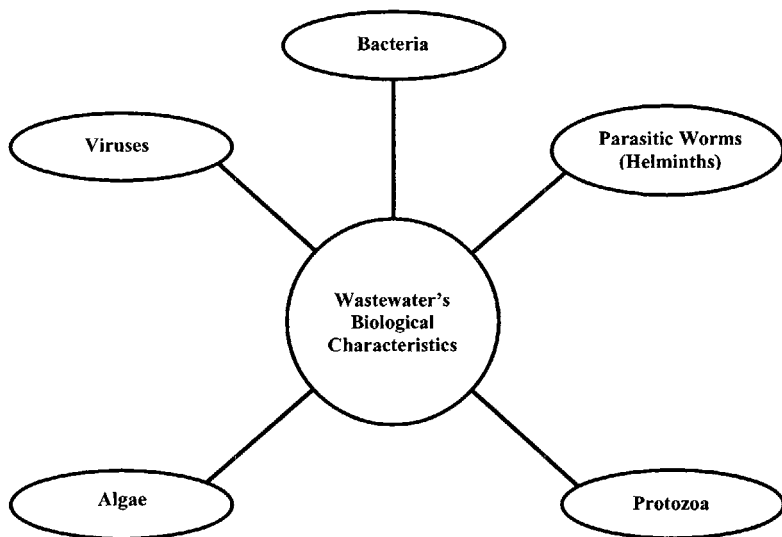 Bacteria
Viruses
Parasitic Worms
(Helminths)
Wastewater's
Biological
Characteristics
Algae
Protozoa